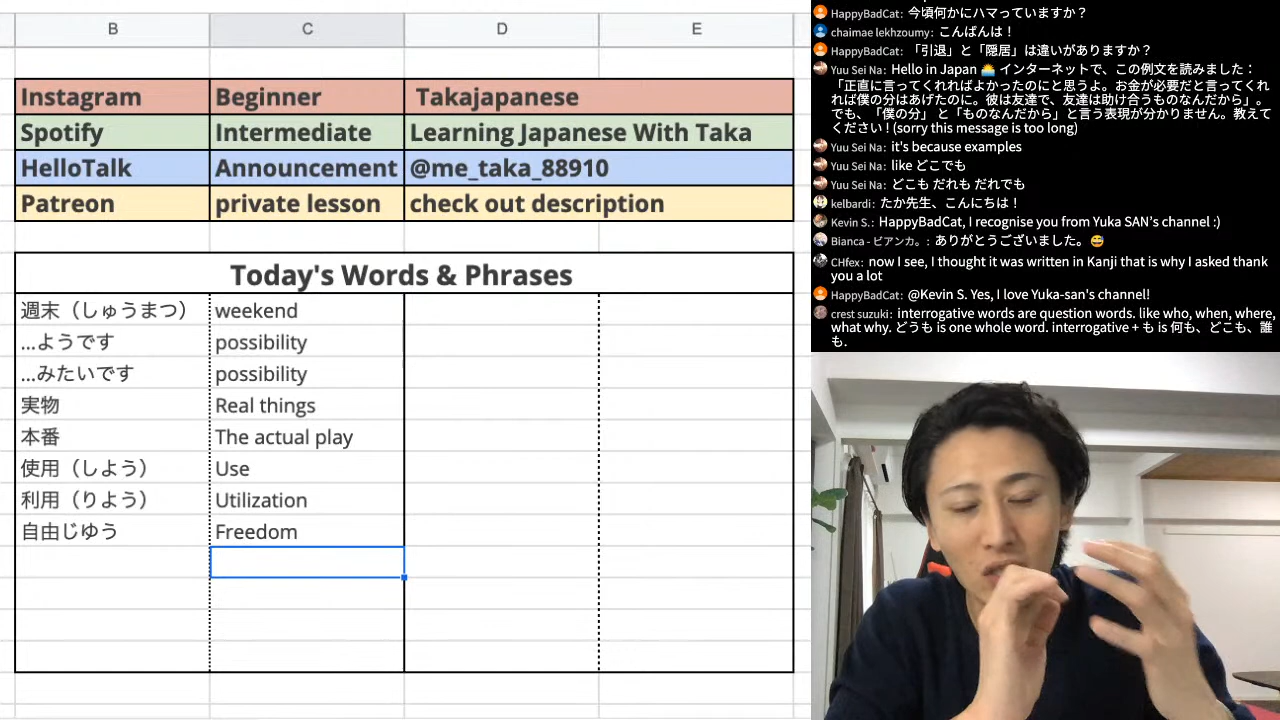 B C D E
Instagram Beginner Takajapanese
Spotify Intermediate Learning Japanese With Taka
HelloTalk Announcement @me_taka_88910
Patreon private lesson check out description
Today's Words & Phrases
週末（しゅうまつ） weekend
...ようです possibility
...みたいです possibility
実物 Real things
本番 The actual play
使用（しよう） Use
利用（りよう） Utilization
自由じゆう Freedom
HappyBadCat: 今頃何かにハマっていますか？
chaimae lekhzoumy: こんばんは！
HappyBadCat: 「引退」と「隠居」は違いがありますか？
Yuu Sei Na: Hello in Japan 🌅 インターネットで、この例文を読みました：
「正直に言ってくれればよかったのにと思うよ。お金が必要だと言ってくれ
れば僕の分はあげたのに。彼は友達で、友達は助け合うものなんだから」。
でも、「僕の分」 と「ものなんだから」と言う表現が分かりません。教えて
ください ! (sorry this message is too long)
Yuu Sei Na: it's because examples
Yuu Sei Na: like どこでも
Yuu Sei Na: どこも だれも だれでも
kelbardi: たか先生、こんにちは！
Kevin S.: HappyBadCat, I recognise you from Yuka SAN's channel :)
Bianca - ビアンカ。: ありがとうございました。😅
CHfex: now I see, I thought it was written in Kanji that is why I asked thank
you a lot
HappyBadCat: @Kevin S. Yes, I love Yuka-san's channel!
crest suzuki: interrogative words are question words. like who, when, where,
what why. どうも is one whole word. interrogative + も is 何も、どこも、誰
も.